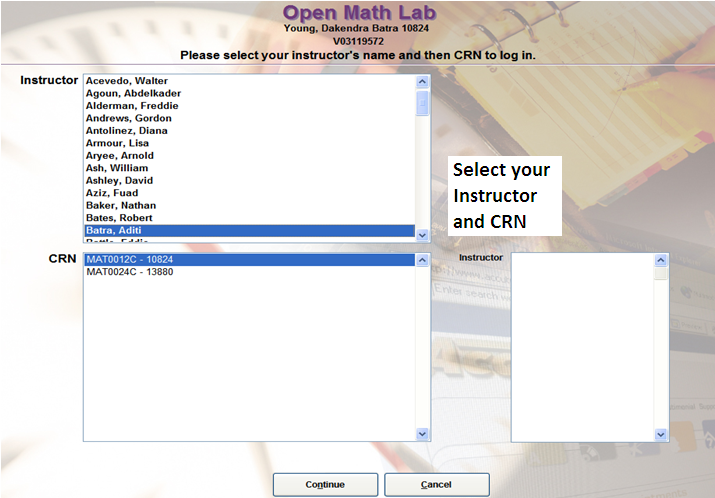 Open Math Lab
Young, Dakendra Batra 10824
V03119572
Please select your instructor's name and then CRN to log in.
Instructor
Acevedo, Walter
Agoun, Abdelkader
Alderman, Freddie
Andrews, Gordon
Antolinez, Diana
Armour, Lisa
Aryee, Arnold
Ash, William
Ashley, David
Aziz, Fuad
Baker, Nathan
Bates, Robert
Batra, Aditi
Select your
Instructor
and CRN
CRN
MAT0012C - 10824
MAT0024C - 13880
Instructor
Enter search
Continue
Cancel